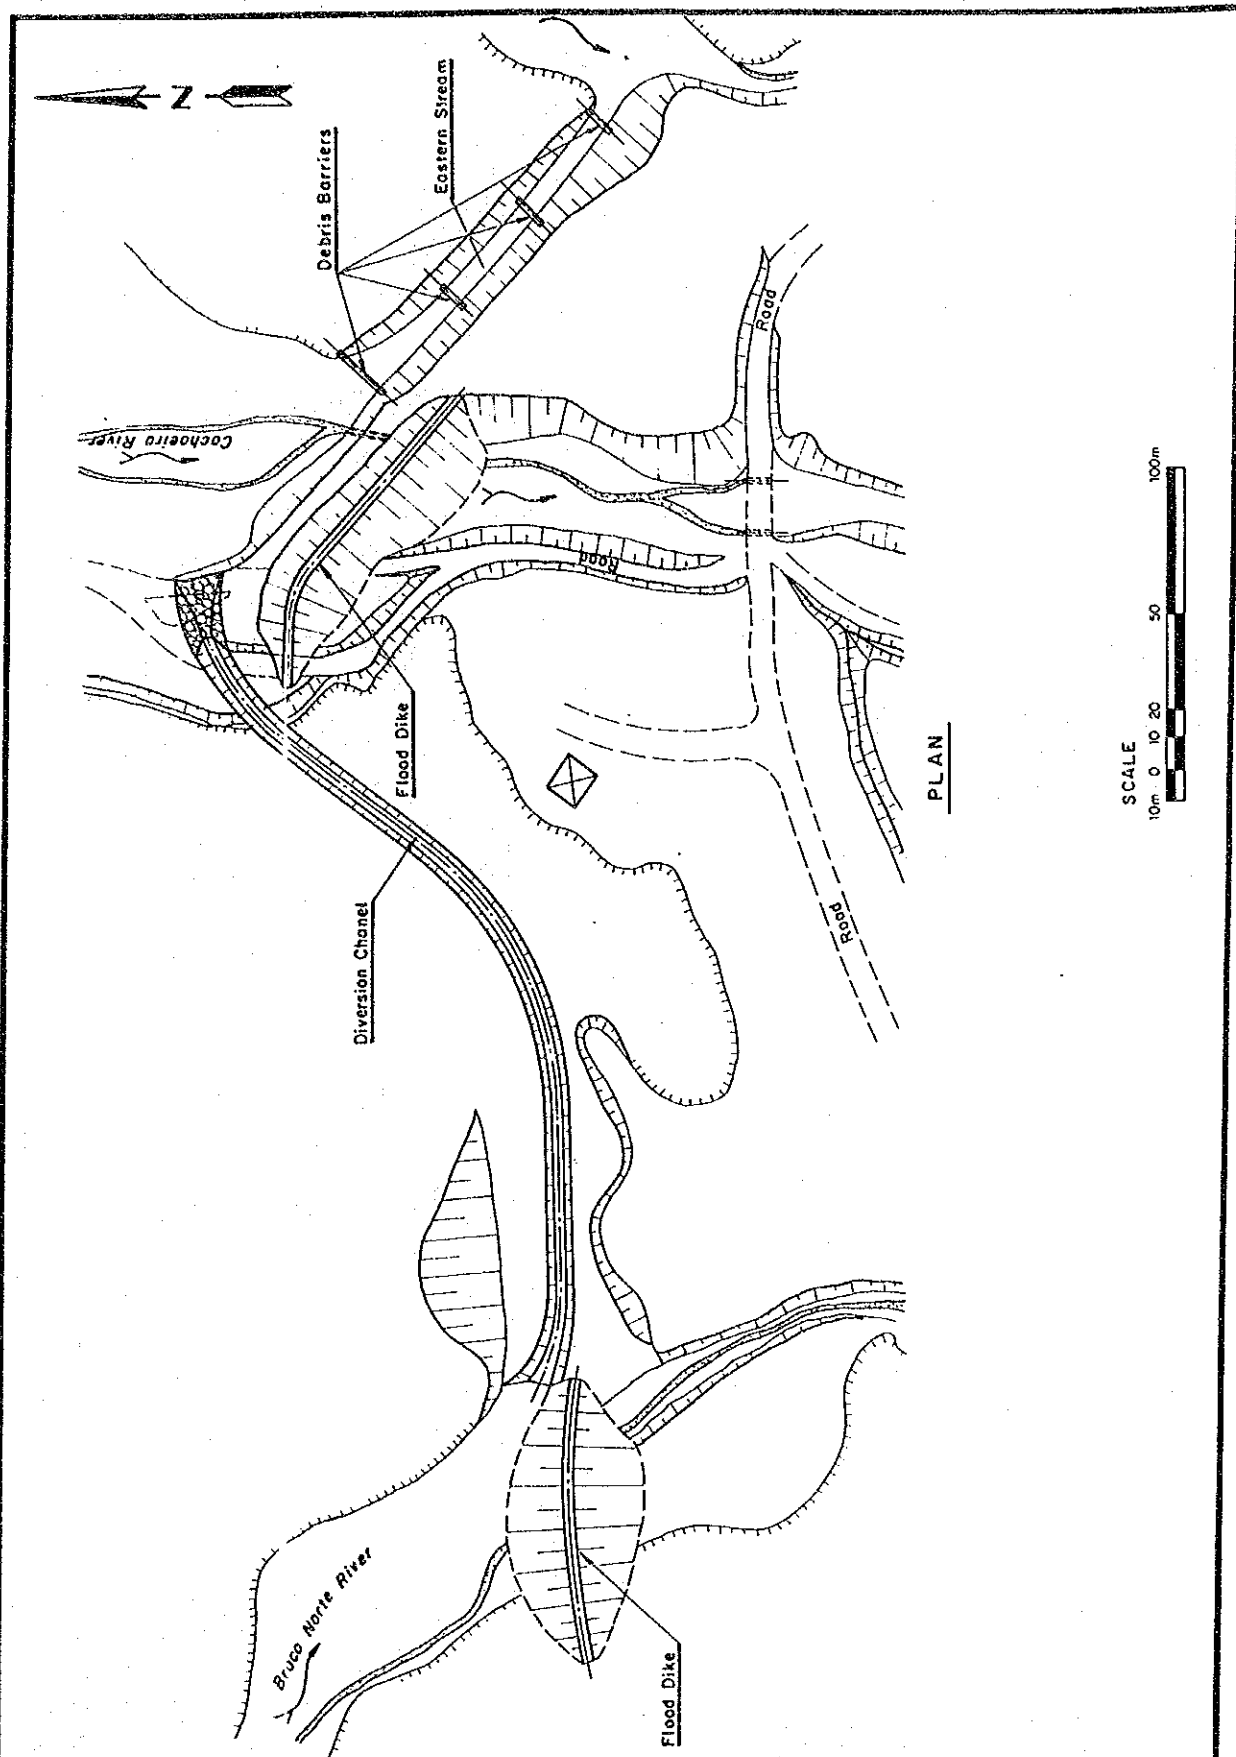 N
Debris Barriers
Eastern Stream
Cachoeira River
Road
Road
Flood Dike
Diversion Chanel
Road
Bruco Norte River
Flood Dike
PLAN
SCALE
10m 0 10 20 50 100m